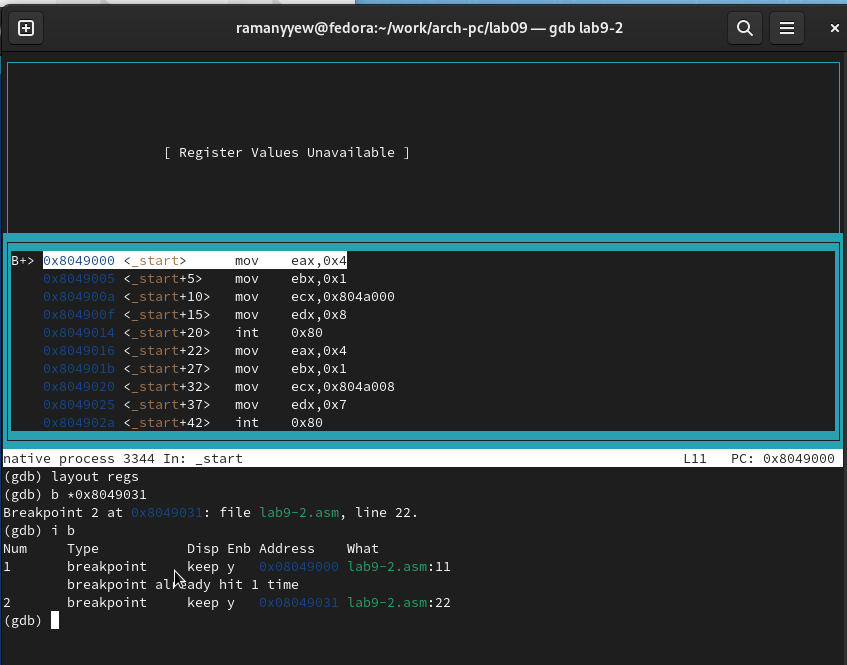 ramanyyew@fedora:~/work/arch-pc/lab09 — gdb lab9-2
[ Register Values Unavailable ]
B+> 0x8049000 <_start> mov eax,0x4
0x8049005 <_start+5> mov ebx,0x1
0x804900a <_start+10> mov ecx,0x804a000
0x804900f <_start+15> mov edx,0x8
0x8049014 <_start+20> int 0x80
0x8049016 <_start+22> mov eax,0x4
0x804901b <_start+27> mov ebx,0x1
0x8049020 <_start+32> mov ecx,0x804a008
0x8049025 <_start+37> mov edx,0x7
0x804902a <_start+42> int 0x80
native process 3344 In: _start L11 PC: 0x8049000
(gdb) layout regs
(gdb) b *0x8049031
Breakpoint 2 at 0x8049031: file lab9-2.asm, line 22.
(gdb) i b
Num Type Disp Enb Address What
1 breakpoint keep y 0x08049000 lab9-2.asm:11
breakpoint already hit 1 time
2 breakpoint keep y 0x08049031 lab9-2.asm:22
(gdb)